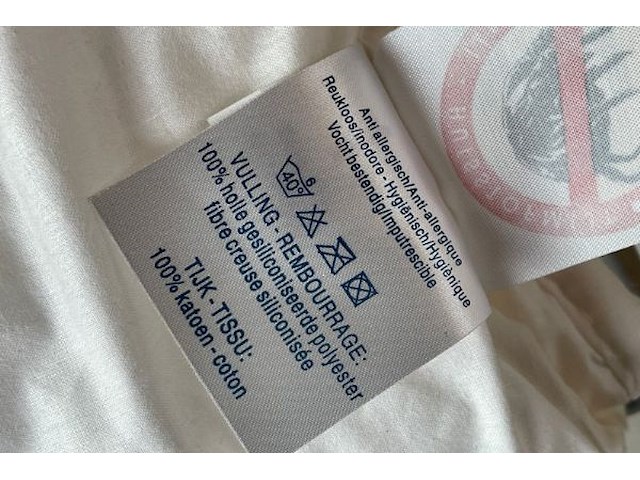 Anti allergisch/Anti-allergique
Reukloos/inodore - Hygiënisch/Hygiènique
Vocht bestendig/Imputrescible
40°
VULLING - REMBOURRAGE:
100% holle gesiliconiseerde polyester
fibre creuse siliconisée
TIJK - TISSU:
100% katoen - coton